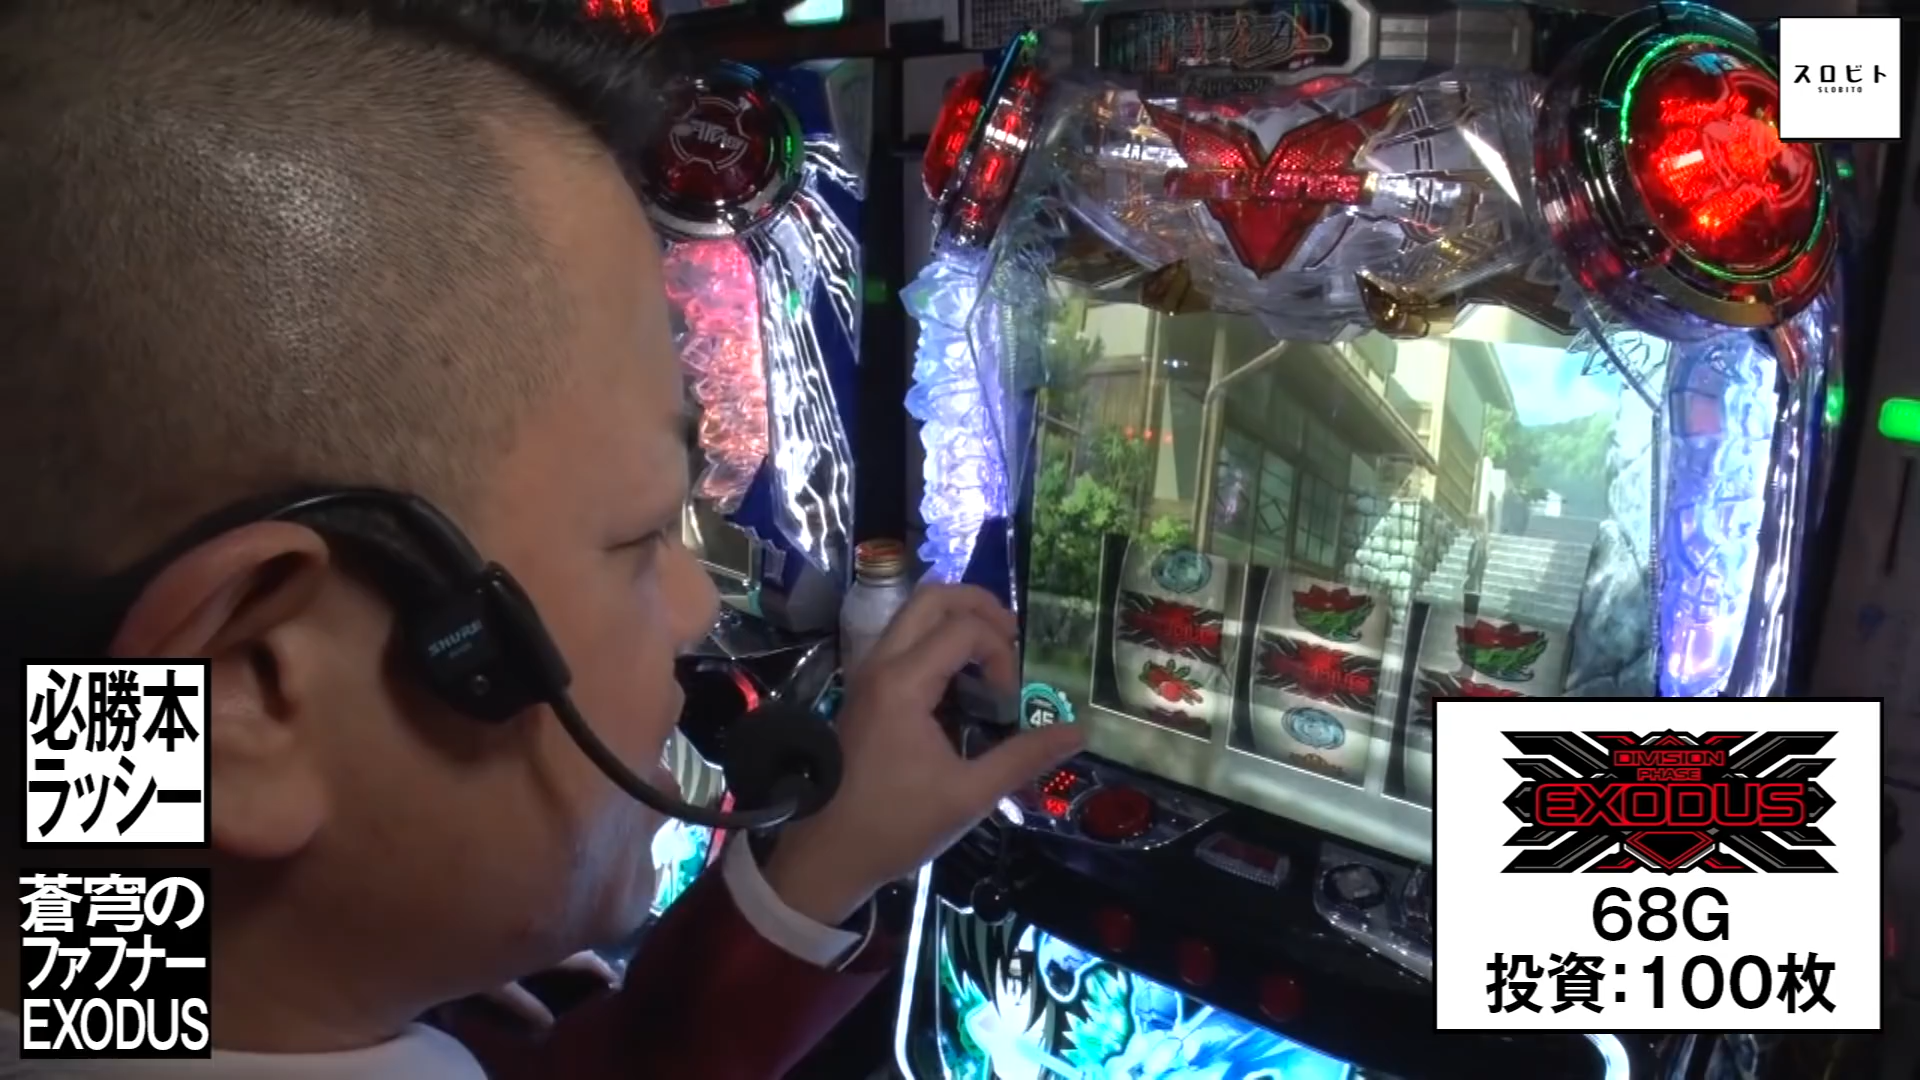 スロビト
SLOBITO
SHURE
45
必勝本
ラッシー
蒼穹の
ファフナー
EXODUS
DIVISION
PHASE
EXODUS
68G
投資:100枚